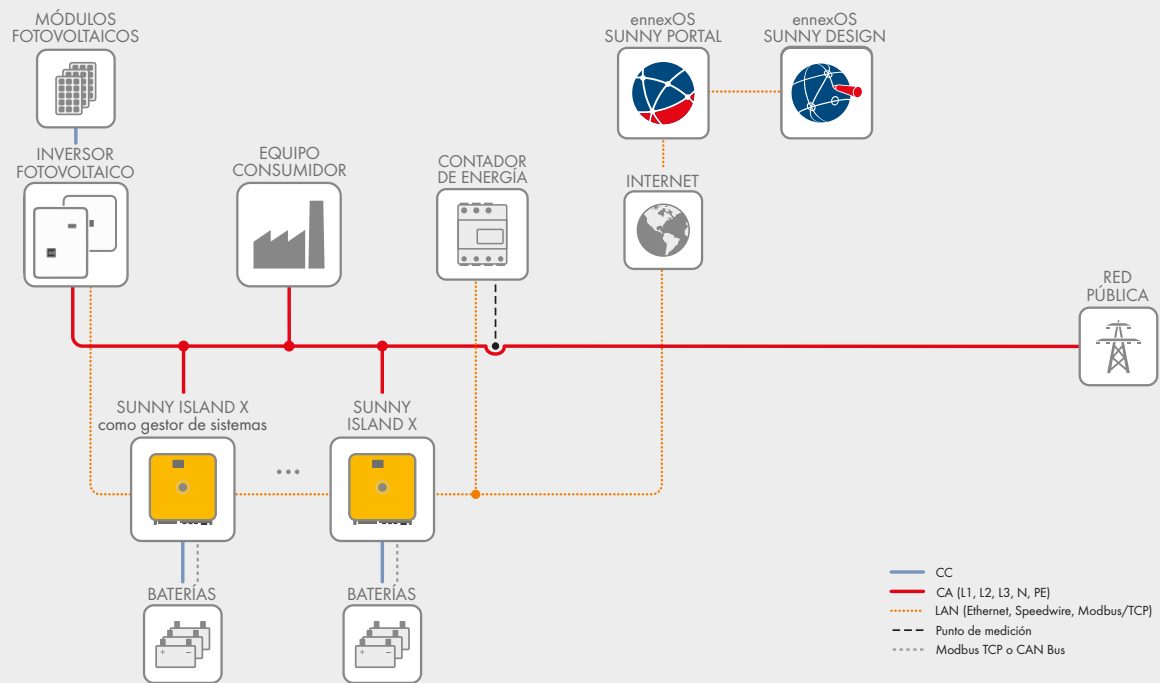 MÓDULOS
FOTOVOLTAICOS
ennexOS
SUNNY PORTAL
ennexOS
SUNNY DESIGN
INVERSOR
FOTOVOLTAICO
EQUIPO
CONSUMIDOR
CONTADOR
DE ENERGÍA
INTERNET
RED
PÚBLICA
SUNNY ISLAND X
como gestor de sistemas
SUNNY
ISLAND X
...
BATERÍAS
BATERÍAS
CC
CA (L1, L2, L3, N, PE)
LAN (Ethernet, Speedwire, Modbus/TCP)
Punto de medición
Modbus TCP o CAN Bus